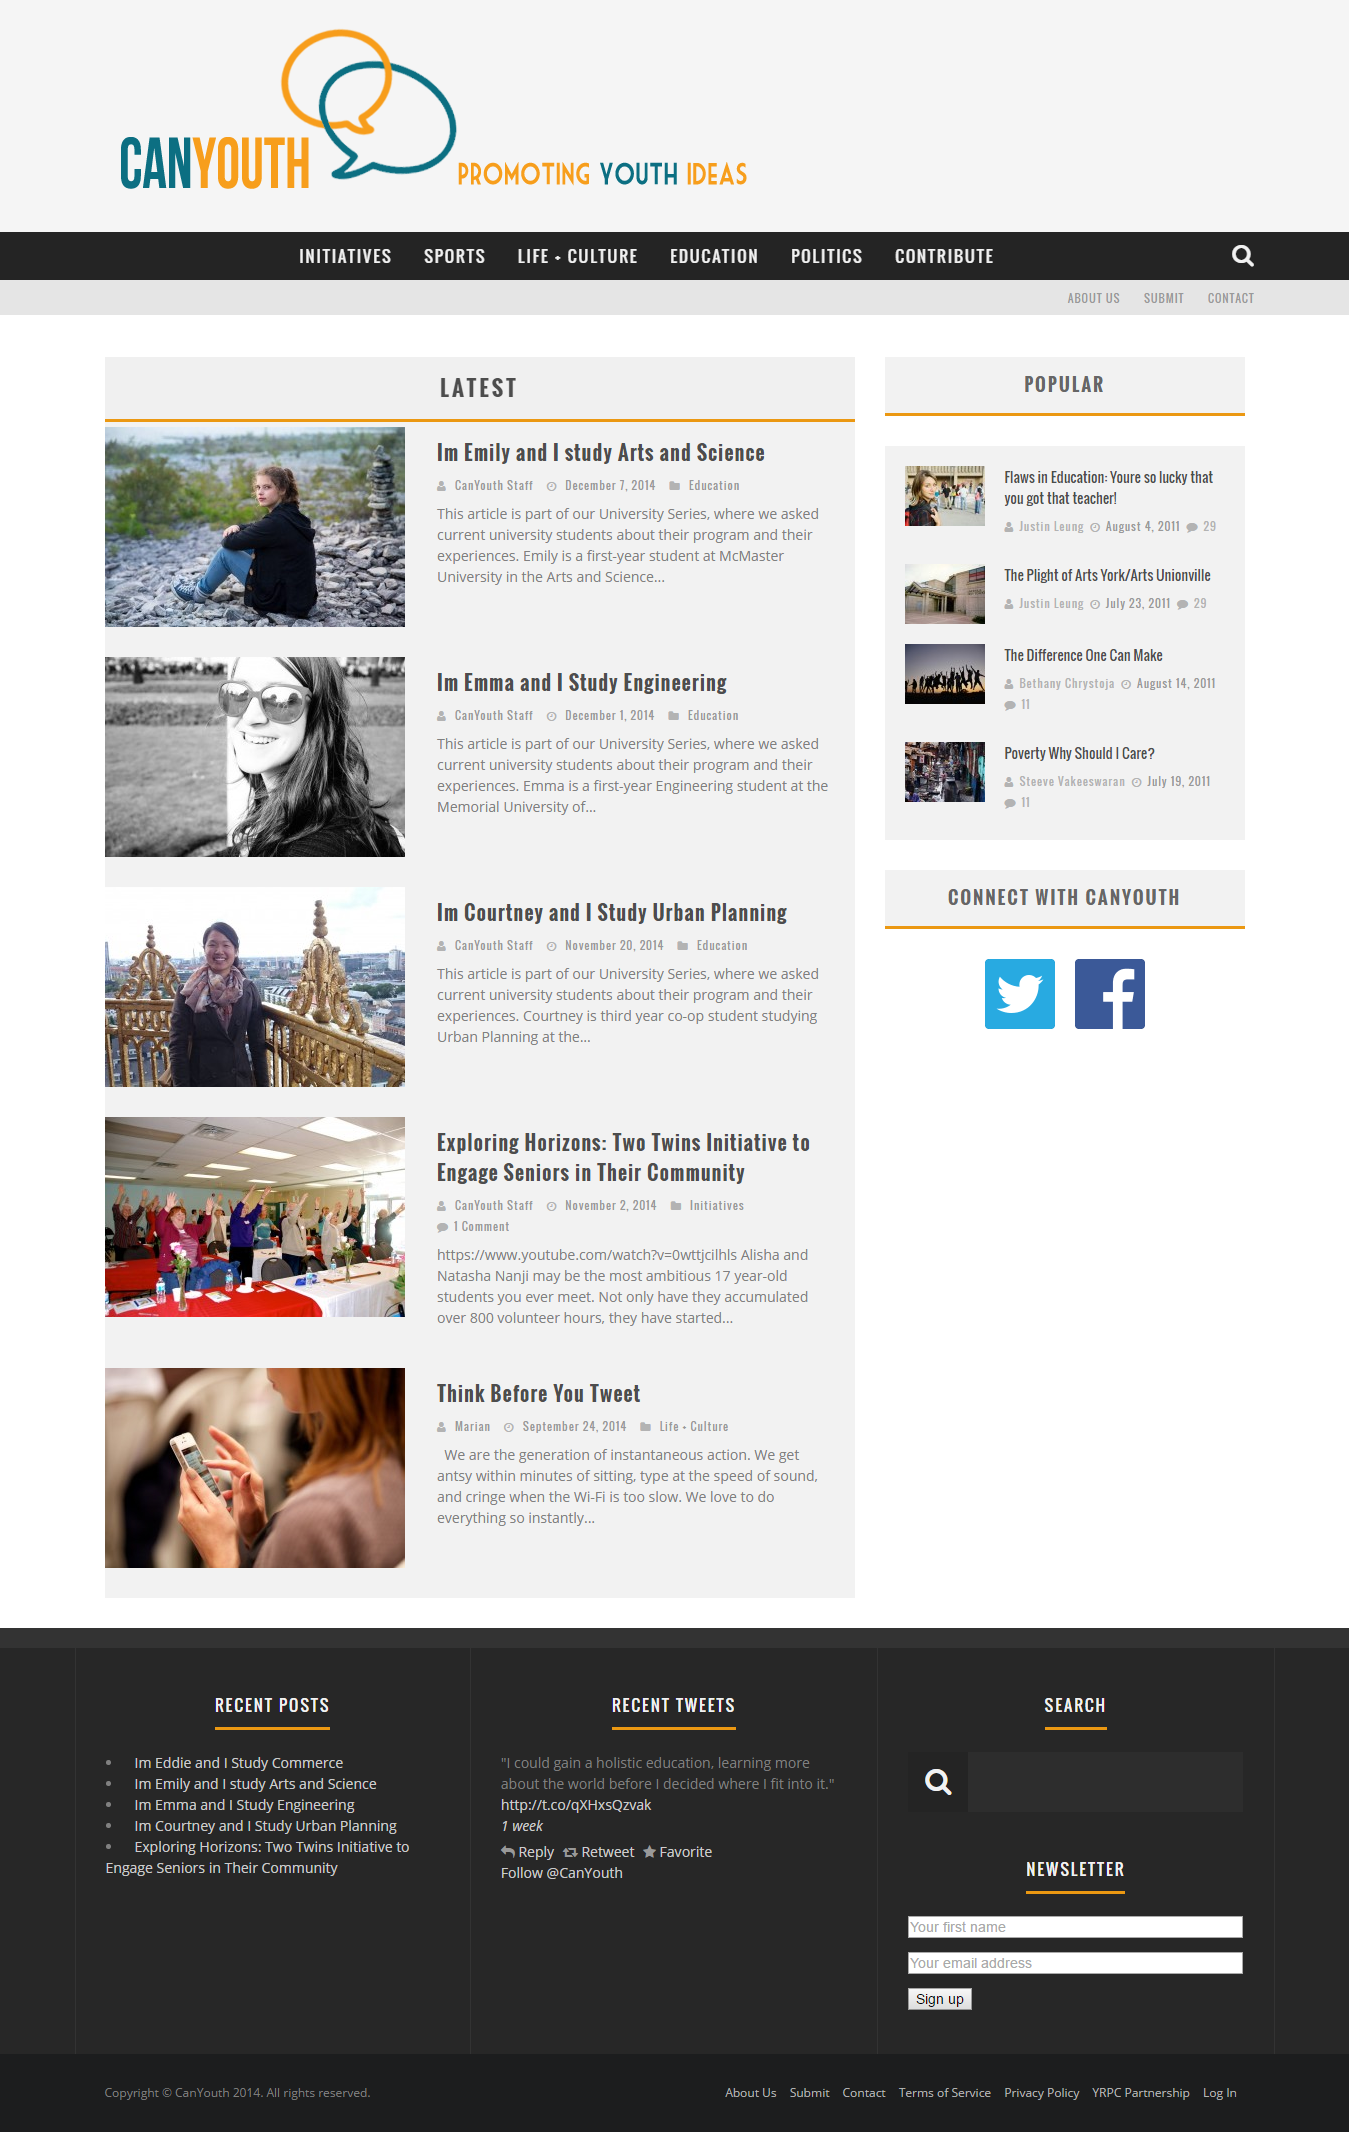 CANYOUTH PROMOTING YOUTH IDEAS
INITIATIVES SPORTS LIFE + CULTURE EDUCATION POLITICS CONTRIBUTE
ABOUT US SUBMIT CONTACT
LATEST
Im Emily and I study Arts and Science
CanYouth Staff December 7, 2014 Education
This article is part of our University Series, where we asked
current university students about their program and their
experiences. Emily is a first-year student at McMaster
University in the Arts and Science...
Im Emma and I Study Engineering
CanYouth Staff December 1, 2014 Education
This article is part of our University Series, where we asked
current university students about their program and their
experiences. Emma is a first-year Engineering student at the
Memorial University of...
Im Courtney and I Study Urban Planning
CanYouth Staff November 20, 2014 Education
This article is part of our University Series, where we asked
current university students about their program and their
experiences. Courtney is third year co-op student studying
Urban Planning at the...
Exploring Horizons: Two Twins Initiative to
Engage Seniors in Their Community
CanYouth Staff November 2, 2014 Initiatives
1 Comment
https://www.youtube.com/watch?v=0wttjcilhls Alisha and
Natasha Nanji may be the most ambitious 17 year-old
students you ever meet. Not only have they accumulated
over 800 volunteer hours, they have started...
Think Before You Tweet
Marian September 24, 2014 Life + Culture
We are the generation of instantaneous action. We get
antsy within minutes of sitting, type at the speed of sound,
and cringe when the Wi-Fi is too slow. We love to do
everything so instantly...
POPULAR
Flaws in Education: Youre so lucky that
you got that teacher!
Justin Leung August 4, 2011 29
The Plight of Arts York/Arts Unionville
Justin Leung July 23, 2011 29
The Difference One Can Make
Bethany Chrystoja August 14, 2011
11
Poverty Why Should I Care?
Steeve Vakeeswaran July 19, 2011
11
CONNECT WITH CANYOUTH
RECENT POSTS
Im Eddie and I Study Commerce
Im Emily and I study Arts and Science
Im Emma and I Study Engineering
Im Courtney and I Study Urban Planning
Exploring Horizons: Two Twins Initiative to
Engage Seniors in Their Community
RECENT TWEETS
"I could gain a holistic education, learning more
about the world before I decided where I fit into it."
http://t.co/qXHxsQzvak
1 week
Reply Retweet Favorite
Follow @CanYouth
SEARCH
NEWSLETTER
Your first name
Your email address
Sign up
Copyright © CanYouth 2014. All rights reserved.
About Us Submit Contact Terms of Service Privacy Policy YRPC Partnership Log In